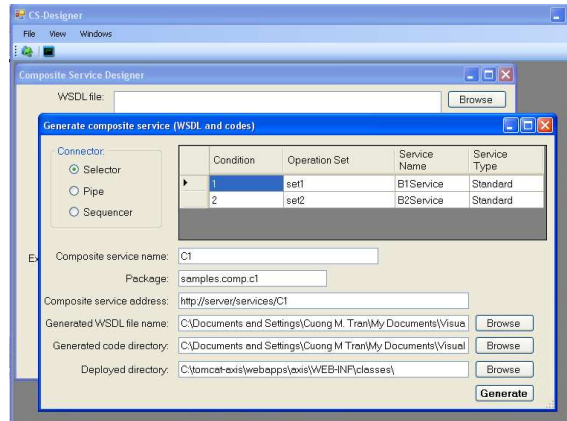 CS-Designer
File View Windows
Composite Service Designer
WSDL file: Browse
Generate composite service (WSDL and codes)
Connector:
Selector
Pipe
Sequencer
Condition Operation Set Service Name Service Type
1 set1 B1Service Standard
2 set2 B2Service Standard
Ex
Composite service name: C1
Package: samples.comp.c1
Composite service address: http://server/services/C1
Generated WSDL file name: C:\Documents and Settings\Cuong M. Tran\My Documents\Visua Browse
Generated code directory: C:\Documents and Settings\Cuong M Tran\My Documents\Visual Browse
Deployed directory: C:\tomcat-axis\webapps\axis\WEB-INF\classes\ Browse
Generate